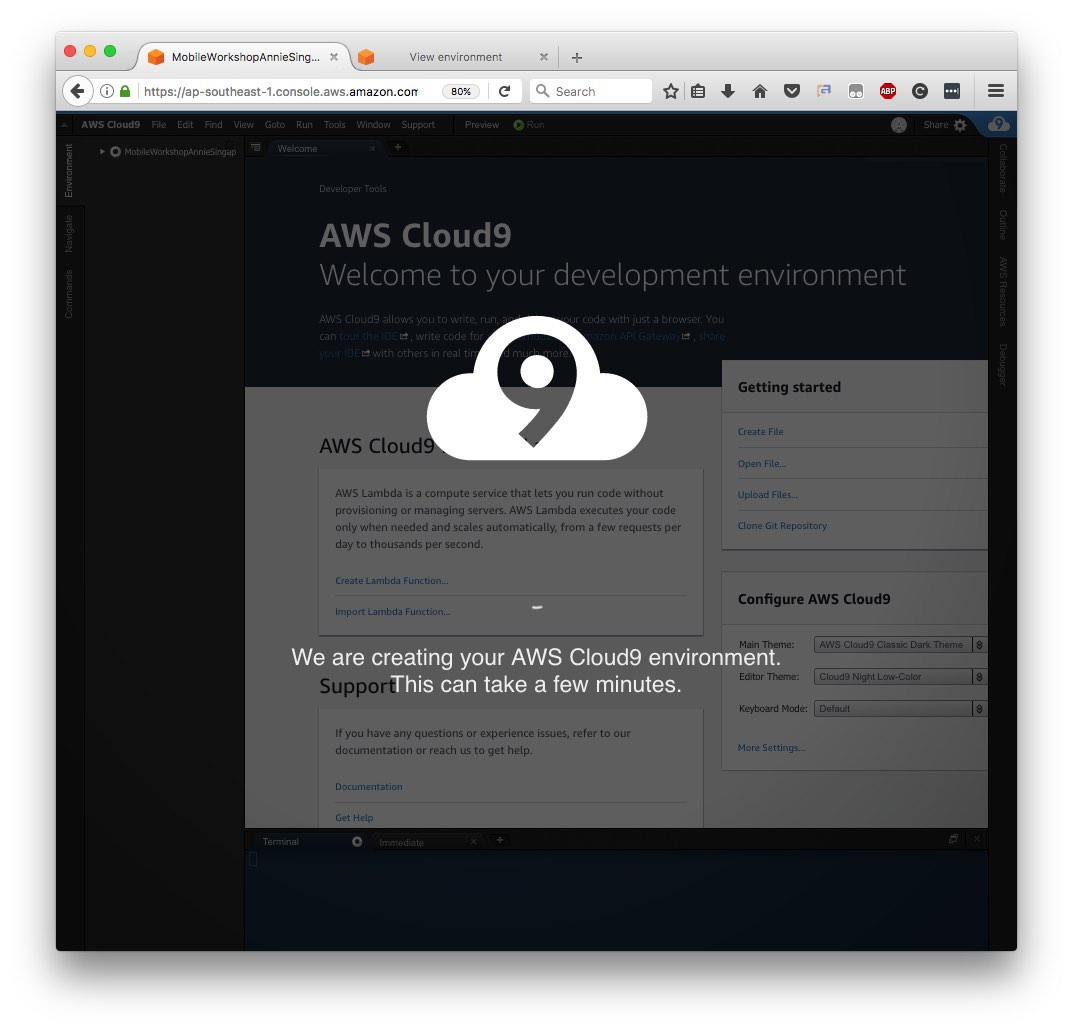 MobileWorkshopAnnieSing...
View environment
https://ap-southeast-1.console.aws.amazon.com
80%
Search
ABP
AWS Cloud9 File Edit Find View Goto Run Tools Window Support Preview Run
Share
9
Environment
Navigate
Commands
MobileWorkshopAnnieSingap
Welcome
Collaborate
Outline
AWS Resources
Debugger
Developer Tools
AWS Cloud9
Welcome to your development environment
AWS Cloud9 allows you to write, run, and your code with just a browser. You
can tour the IDE, write code for Amazon API Gateway, share
your IDE with others in real time and much more.
9
Getting started
Create File
Open File...
Upload Files...
Clone Git Repository
AWS Cloud9
AWS Lambda is a compute service that lets you run code without
provisioning or managing servers. AWS Lambda executes your code
only when needed and scales automatically, from a few requests per
day to thousands per second.
Create Lambda Function...
Import Lambda Function...
Configure AWS Cloud9
Main Theme: AWS Cloud9 Classic Dark Theme
Editor Theme: Cloud9 Night Low-Color
Keyboard Mode: Default
More Settings...
We are creating your AWS Cloud9 environment.
This can take a few minutes.
Support
If you have any questions or experience issues, refer to our
documentation or reach us to get help.
Documentation
Get Help
Terminal
Immediate